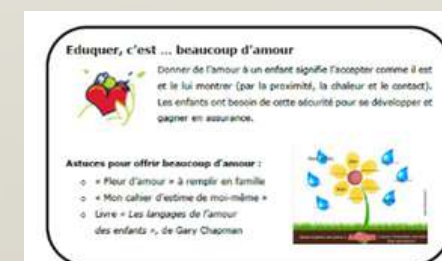 Eduquer, c'est ... beaucoup d'amour
Donner de l'amour à un enfant signifie l'accepter comme il est
et le lui montrer (par la proximité, la chaleur et le contact).
Les enfants ont besoin de cette sécurité pour se développer et
gagner en assurance.
Astuces pour offrir beaucoup d'amour :
o « Fleur d'amour » à remplir en famille
o « Mon cahier d'estime de moi-même »
o Livre « Les langages de l'amour
des enfants », de Gary Chapman